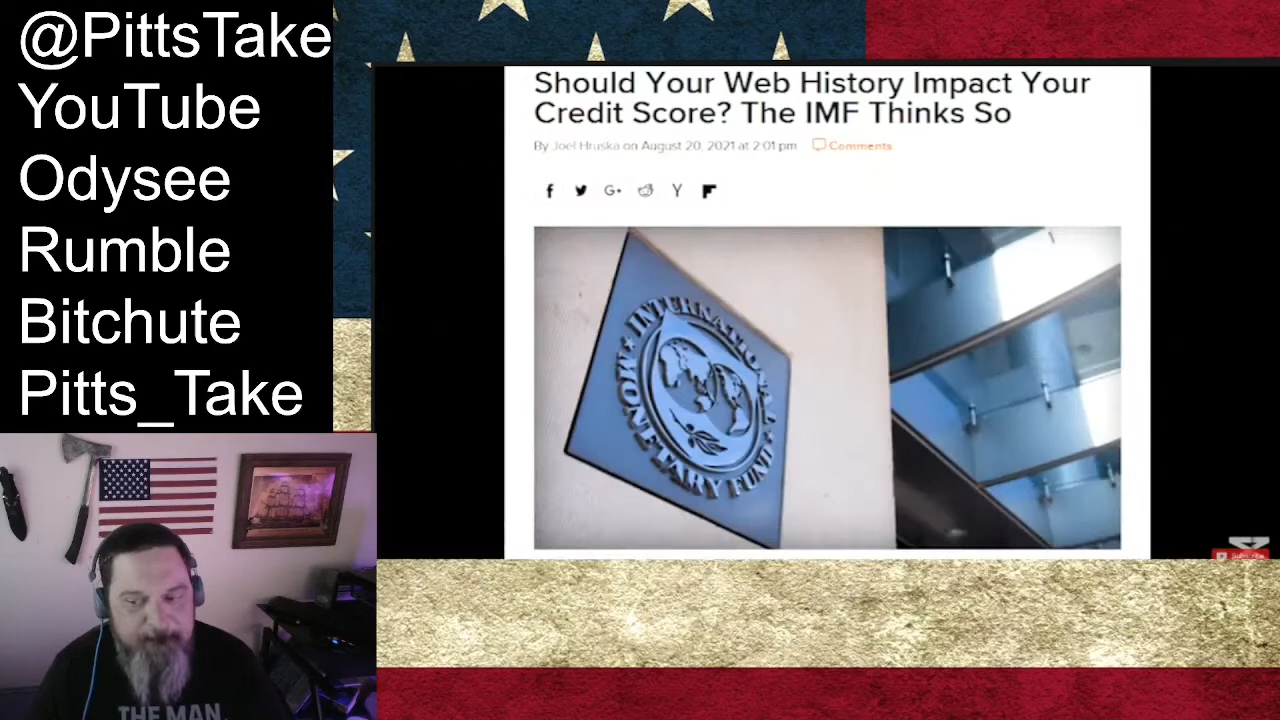 @PittsTake
YouTube
Odysee
Rumble
Bitchute
Pitts_Take
Should Your Web History Impact Your
Credit Score? The IMF Thinks So
By Joel Hruska on August 20, 2021 at 2:01 pm Comments
INTERNATIONAL
MONETARY FUND
Subscribe
THE MAN